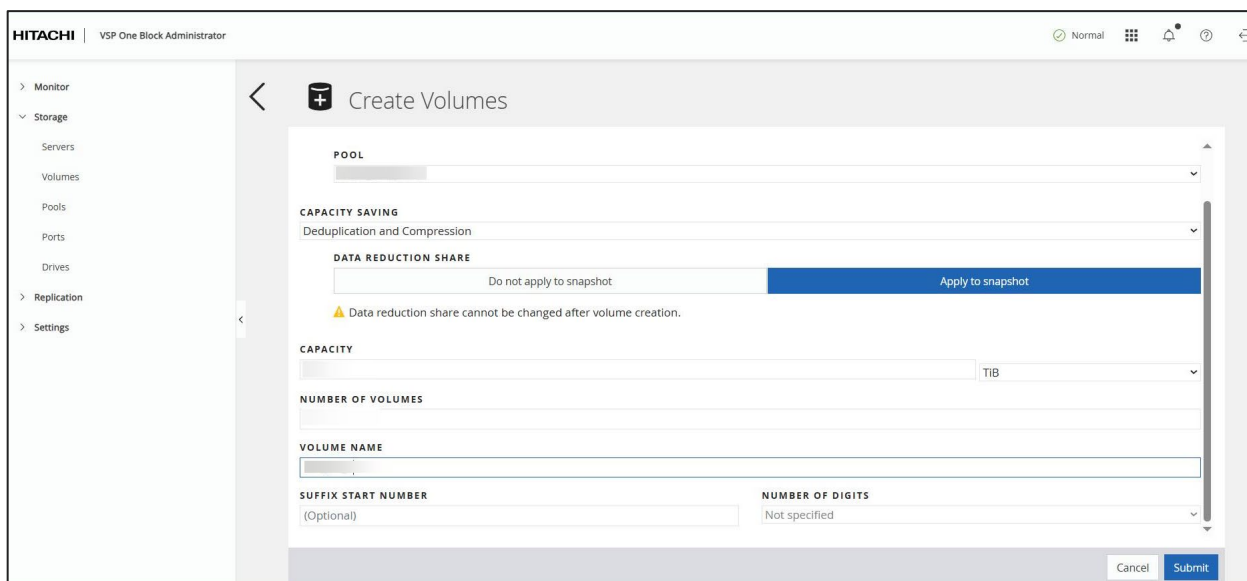 HITACHI VSP One Block Administrator Normal
Monitor
Storage
Servers
Volumes
Pools
Ports
Drives
Replication
Settings
Create Volumes
POOL
CAPACITY SAVING
Deduplication and Compression
DATA REDUCTION SHARE
Do not apply to snapshot Apply to snapshot
Data reduction share cannot be changed after volume creation.
CAPACITY
TiB
NUMBER OF VOLUMES
VOLUME NAME
SUFFIX START NUMBER NUMBER OF DIGITS
(Optional) Not specified
Cancel Submit